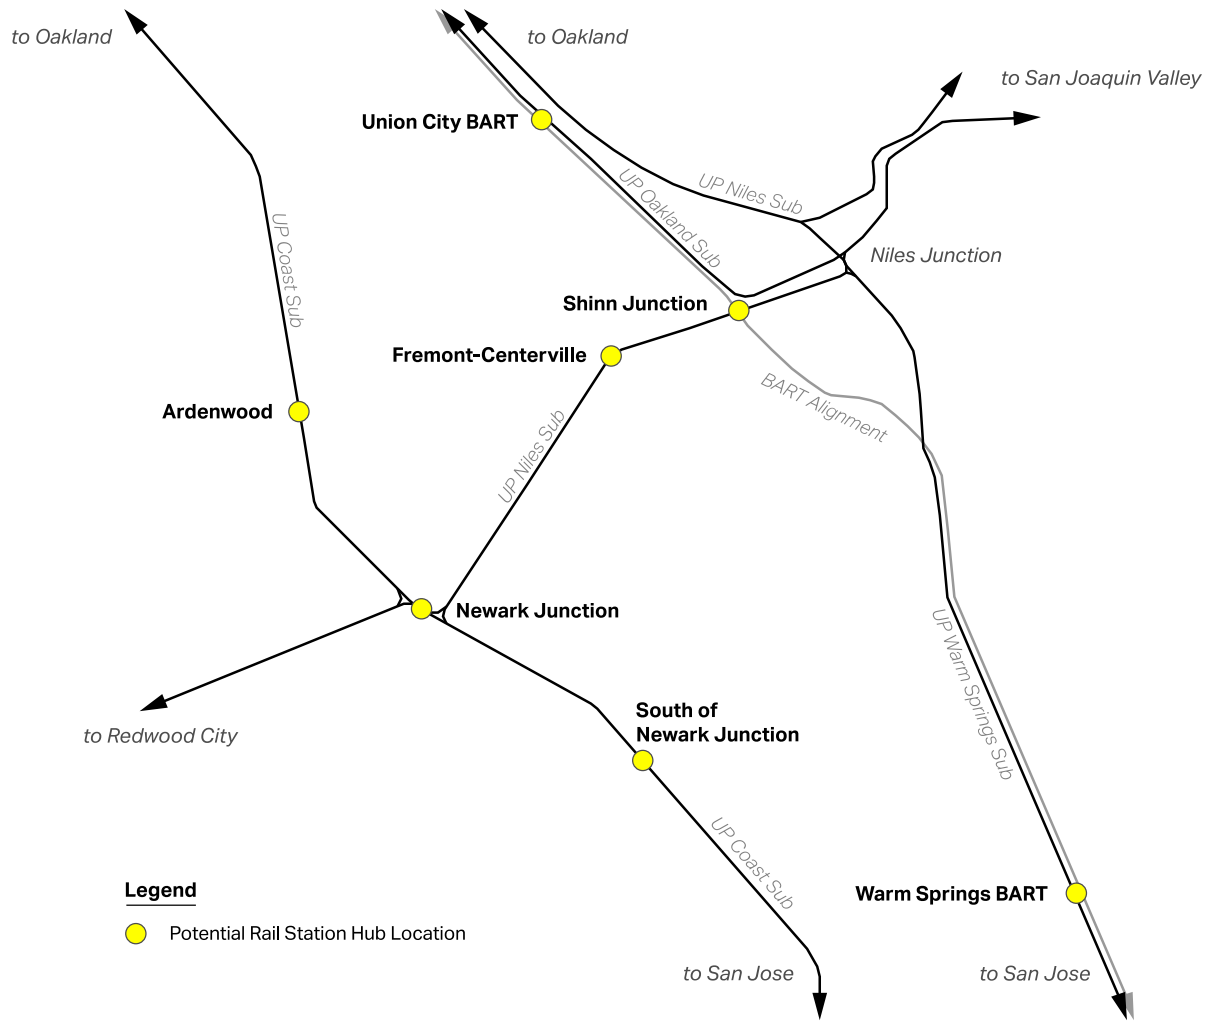 to Oakland
to Oakland
to San Joaquin Valley
Union City BART
UP Niles Sub
UP Oakland Sub
UP Coast Sub
Niles Junction
Shinn Junction
Fremont-Centerville
BART Alignment
Ardenwood
UP Niles Sub
Newark Junction
UP Warm Springs Sub
to Redwood City
South of
Newark Junction
UP Coast Sub
Legend
Warm Springs BART
Potential Rail Station Hub Location
to San Jose
to San Jose